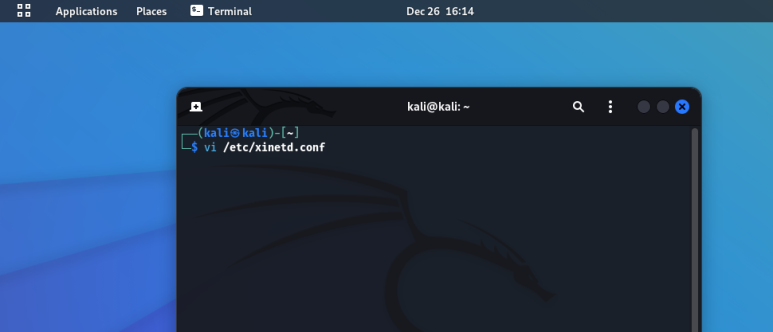 Applications Places Terminal Dec 26 16:14
kali@kali: ~
┌──(kali㉿kali)-[~]
└─$ vi /etc/xinetd.conf